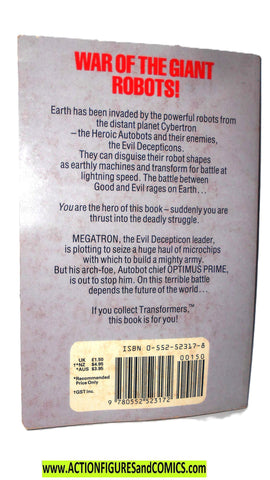 WAR OF THE GIANT
ROBOTS!
Earth has been invaded by the powerful robots from
the distant planet Cybertron
– the Heroic Autobots and their enemies,
the Evil Decepticons.
They can disguise their robot shapes
as earthly machines and transform for battle at
lightning speed. The battle between
Good and Evil rages on Earth...
You are the hero of this book – suddenly you are
thrust into the deadly struggle.
MEGATRON, the Evil Decepticon leader,
is plotting to seize a huge haul of microchips
with which to build a mighty army.
But his arch-foe, Autobot chief OPTIMUS PRIME,
is out to stop him. On this terrible battle
depends the future of the world...
If you collect Transformers,™
this book is for you!
UK £1.50
†*NZ $4.95
*AUS $3.95
*Recommended
Price Only
†GST Inc.
ISBN 0-552-52317-8
00150
9 780552 523172
www.ACTIONFIGURESandCOMICS.com